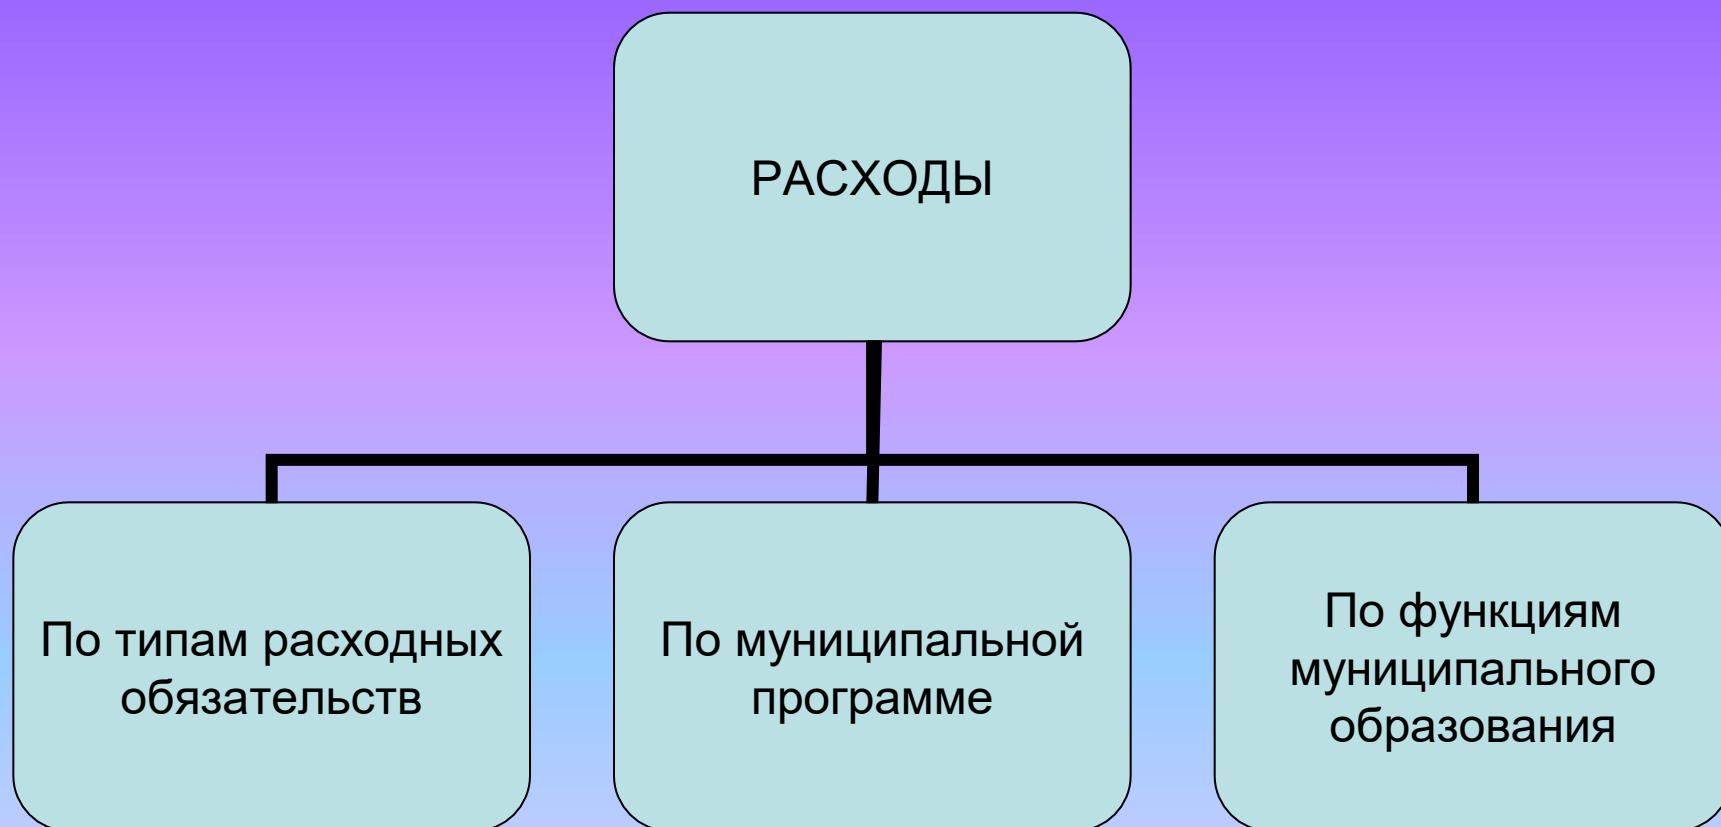 РАСХОДЫ
По типам расходных
обязательств
По муниципальной
программе
По функциям
муниципального
образования